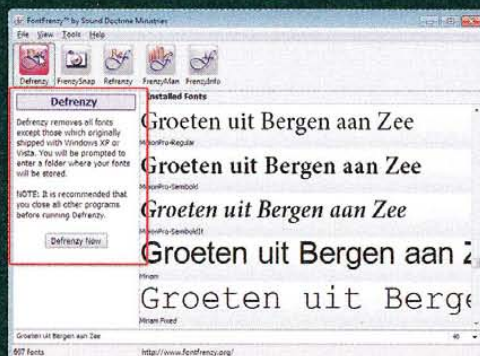 FontFrenzy™ by Sound Doctrine Ministries
File View Tools Help
Defrenzy FrenzySnap Refrenzy FrenzyMan FrenzyInfo
Defrenzy
Defrenzy removes all fonts
except those which originally
shipped with Windows XP or
Vista. You will be prompted to
enter a folder where your fonts
will be stored.
NOTE: It is recommended that
you close all other programs
before running Defrenzy.
Defrenzy Now
Installed Fonts
Groeten uit Bergen aan Zee
MinionPro-Regular
Groeten uit Bergen aan Zee
MinionPro-Semibold
Groeten uit Bergen aan Zee
MinionPro-SemiboldIt
Groeten uit Bergen aan Z
Miriam
Groeten uit Berge
Miriam Fixed
Groeten uit Bergen aan Zee
40
607 Fonts
http://www.fontfrenzy.org/